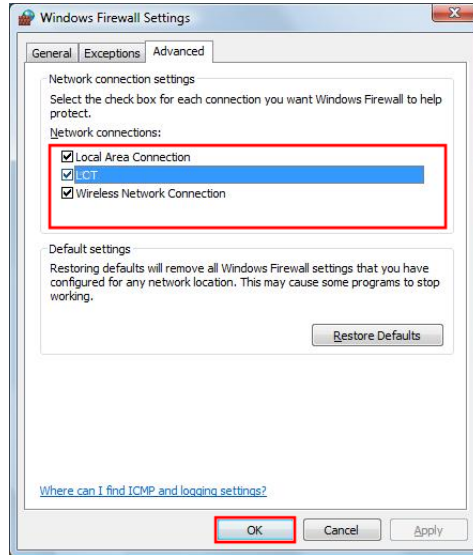 Windows Firewall Settings
General Exceptions Advanced
Network connection settings
Select the check box for each connection you want Windows Firewall to help
protect.
Network connections:
Local Area Connection
LCT
Wireless Network Connection
Default settings
Restoring defaults will remove all Windows Firewall settings that you have
configured for any network location. This may cause some programs to stop
working.
Restore Defaults
Where can I find ICMP and logging settings?
OK Cancel Apply